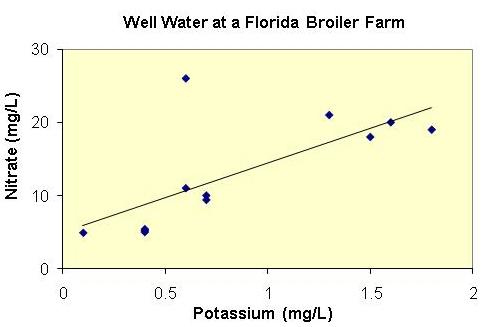 Well Water at a Florida Broiler Farm
30
20
10
0
0 0.5 1 1.5 2
Nitrate (mg/L)
Potassium (mg/L)